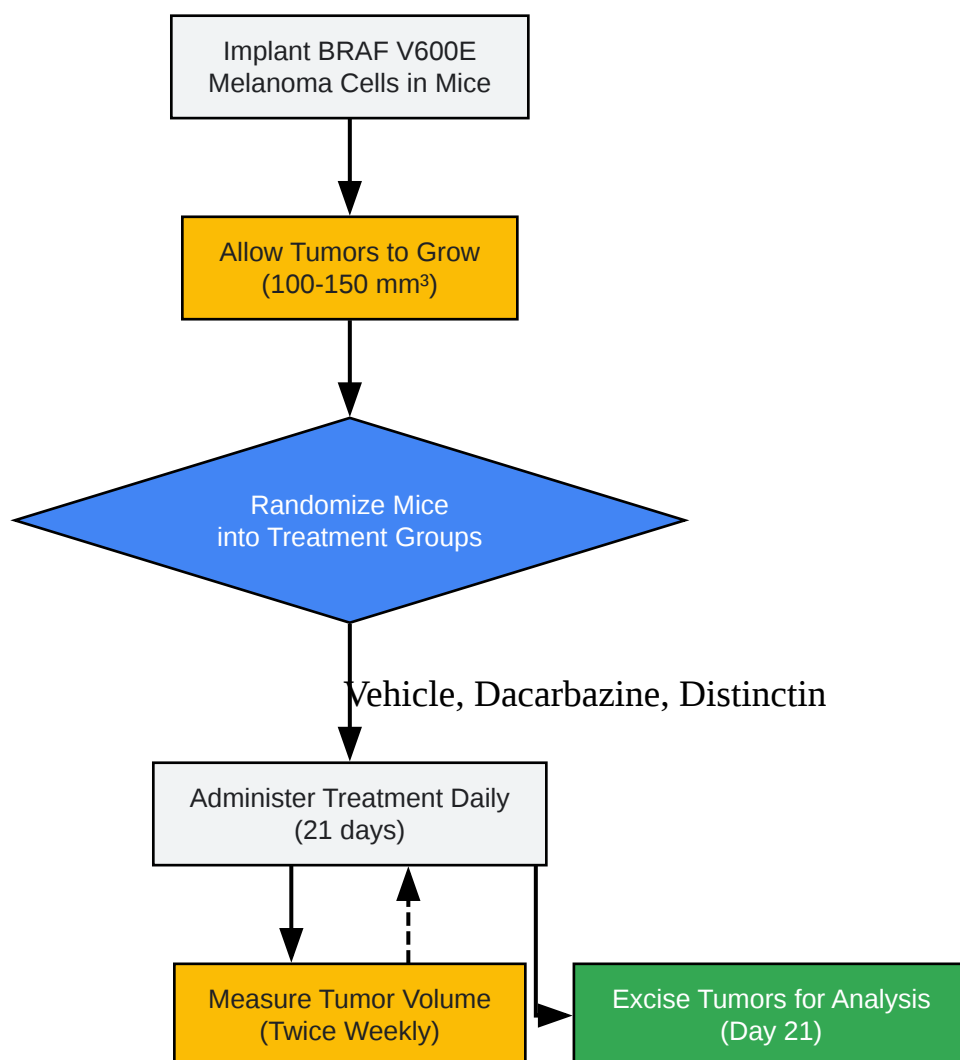 Implant BRAF V600E
Melanoma Cells in Mice
Allow Tumors to Grow
(100-150 mm³)
Randomize Mice
into Treatment Groups
Vehicle, Dacarbazine, Distinctin
Administer Treatment Daily
(21 days)
Measure Tumor Volume
(Twice Weekly)
Excise Tumors for Analysis
(Day 21)